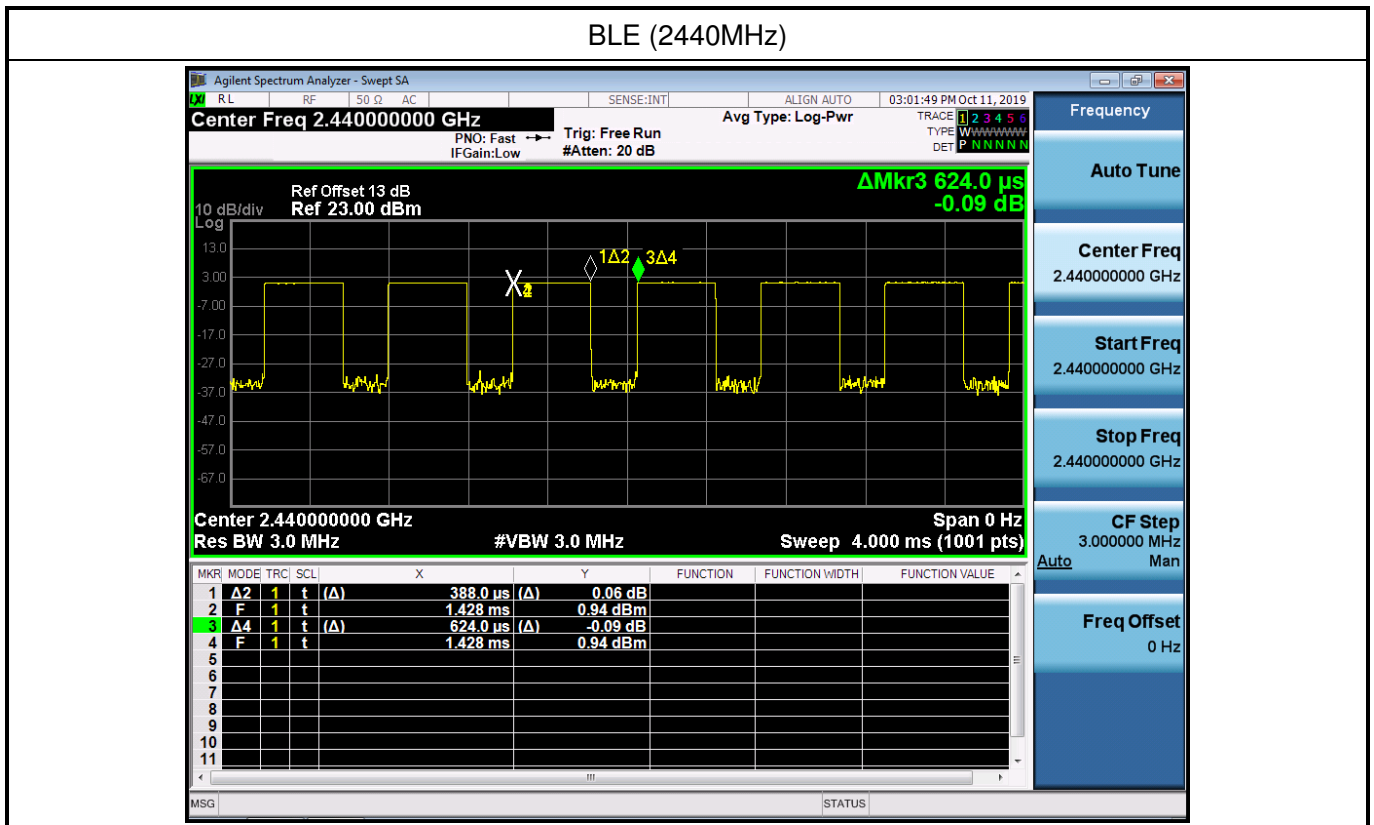 BLE (2440MHz)
Agilent Spectrum Analyzer - Swept SA
LXI RL RF 50 Ω AC SENSE:INT ALIGN AUTO 03:01:49 PM Oct 11, 2019
Center Freq 2.440000000 GHz Avg Type: Log-Pwr TRACE 1 2 3 4 5 6
PNO: Fast Trig: Free Run TYPE WWWWWW
IFGain:Low #Atten: 20 dB DET P N N N N N
ΔMkr3 624.0 µs
Ref Offset 13 dB
10 dB/div Ref 23.00 dBm -0.09 dB
Log
13.0
1Δ2 3Δ4
3.00
X
-7.00
-17.0
-27.0
-37.0
-47.0
-57.0
-67.0
Center 2.440000000 GHz Span 0 Hz
Res BW 3.0 MHz #VBW 3.0 MHz Sweep 4.000 ms (1001 pts)
MKR MODE TRC SCL X Y FUNCTION FUNCTION WIDTH FUNCTION VALUE
1 Δ2 1 t (Δ) 388.0 µs (Δ) 0.06 dB
2 F 1 t 1.428 ms 0.94 dBm
3 Δ4 1 t (Δ) 624.0 µs (Δ) -0.09 dB
4 F 1 t 1.428 ms 0.94 dBm
5
6
7
8
9
10
11
MSG STATUS
Frequency
Auto Tune
Center Freq
2.440000000 GHz
Start Freq
2.440000000 GHz
Stop Freq
2.440000000 GHz
CF Step
3.000000 MHz
Auto Man
Freq Offset
0 Hz